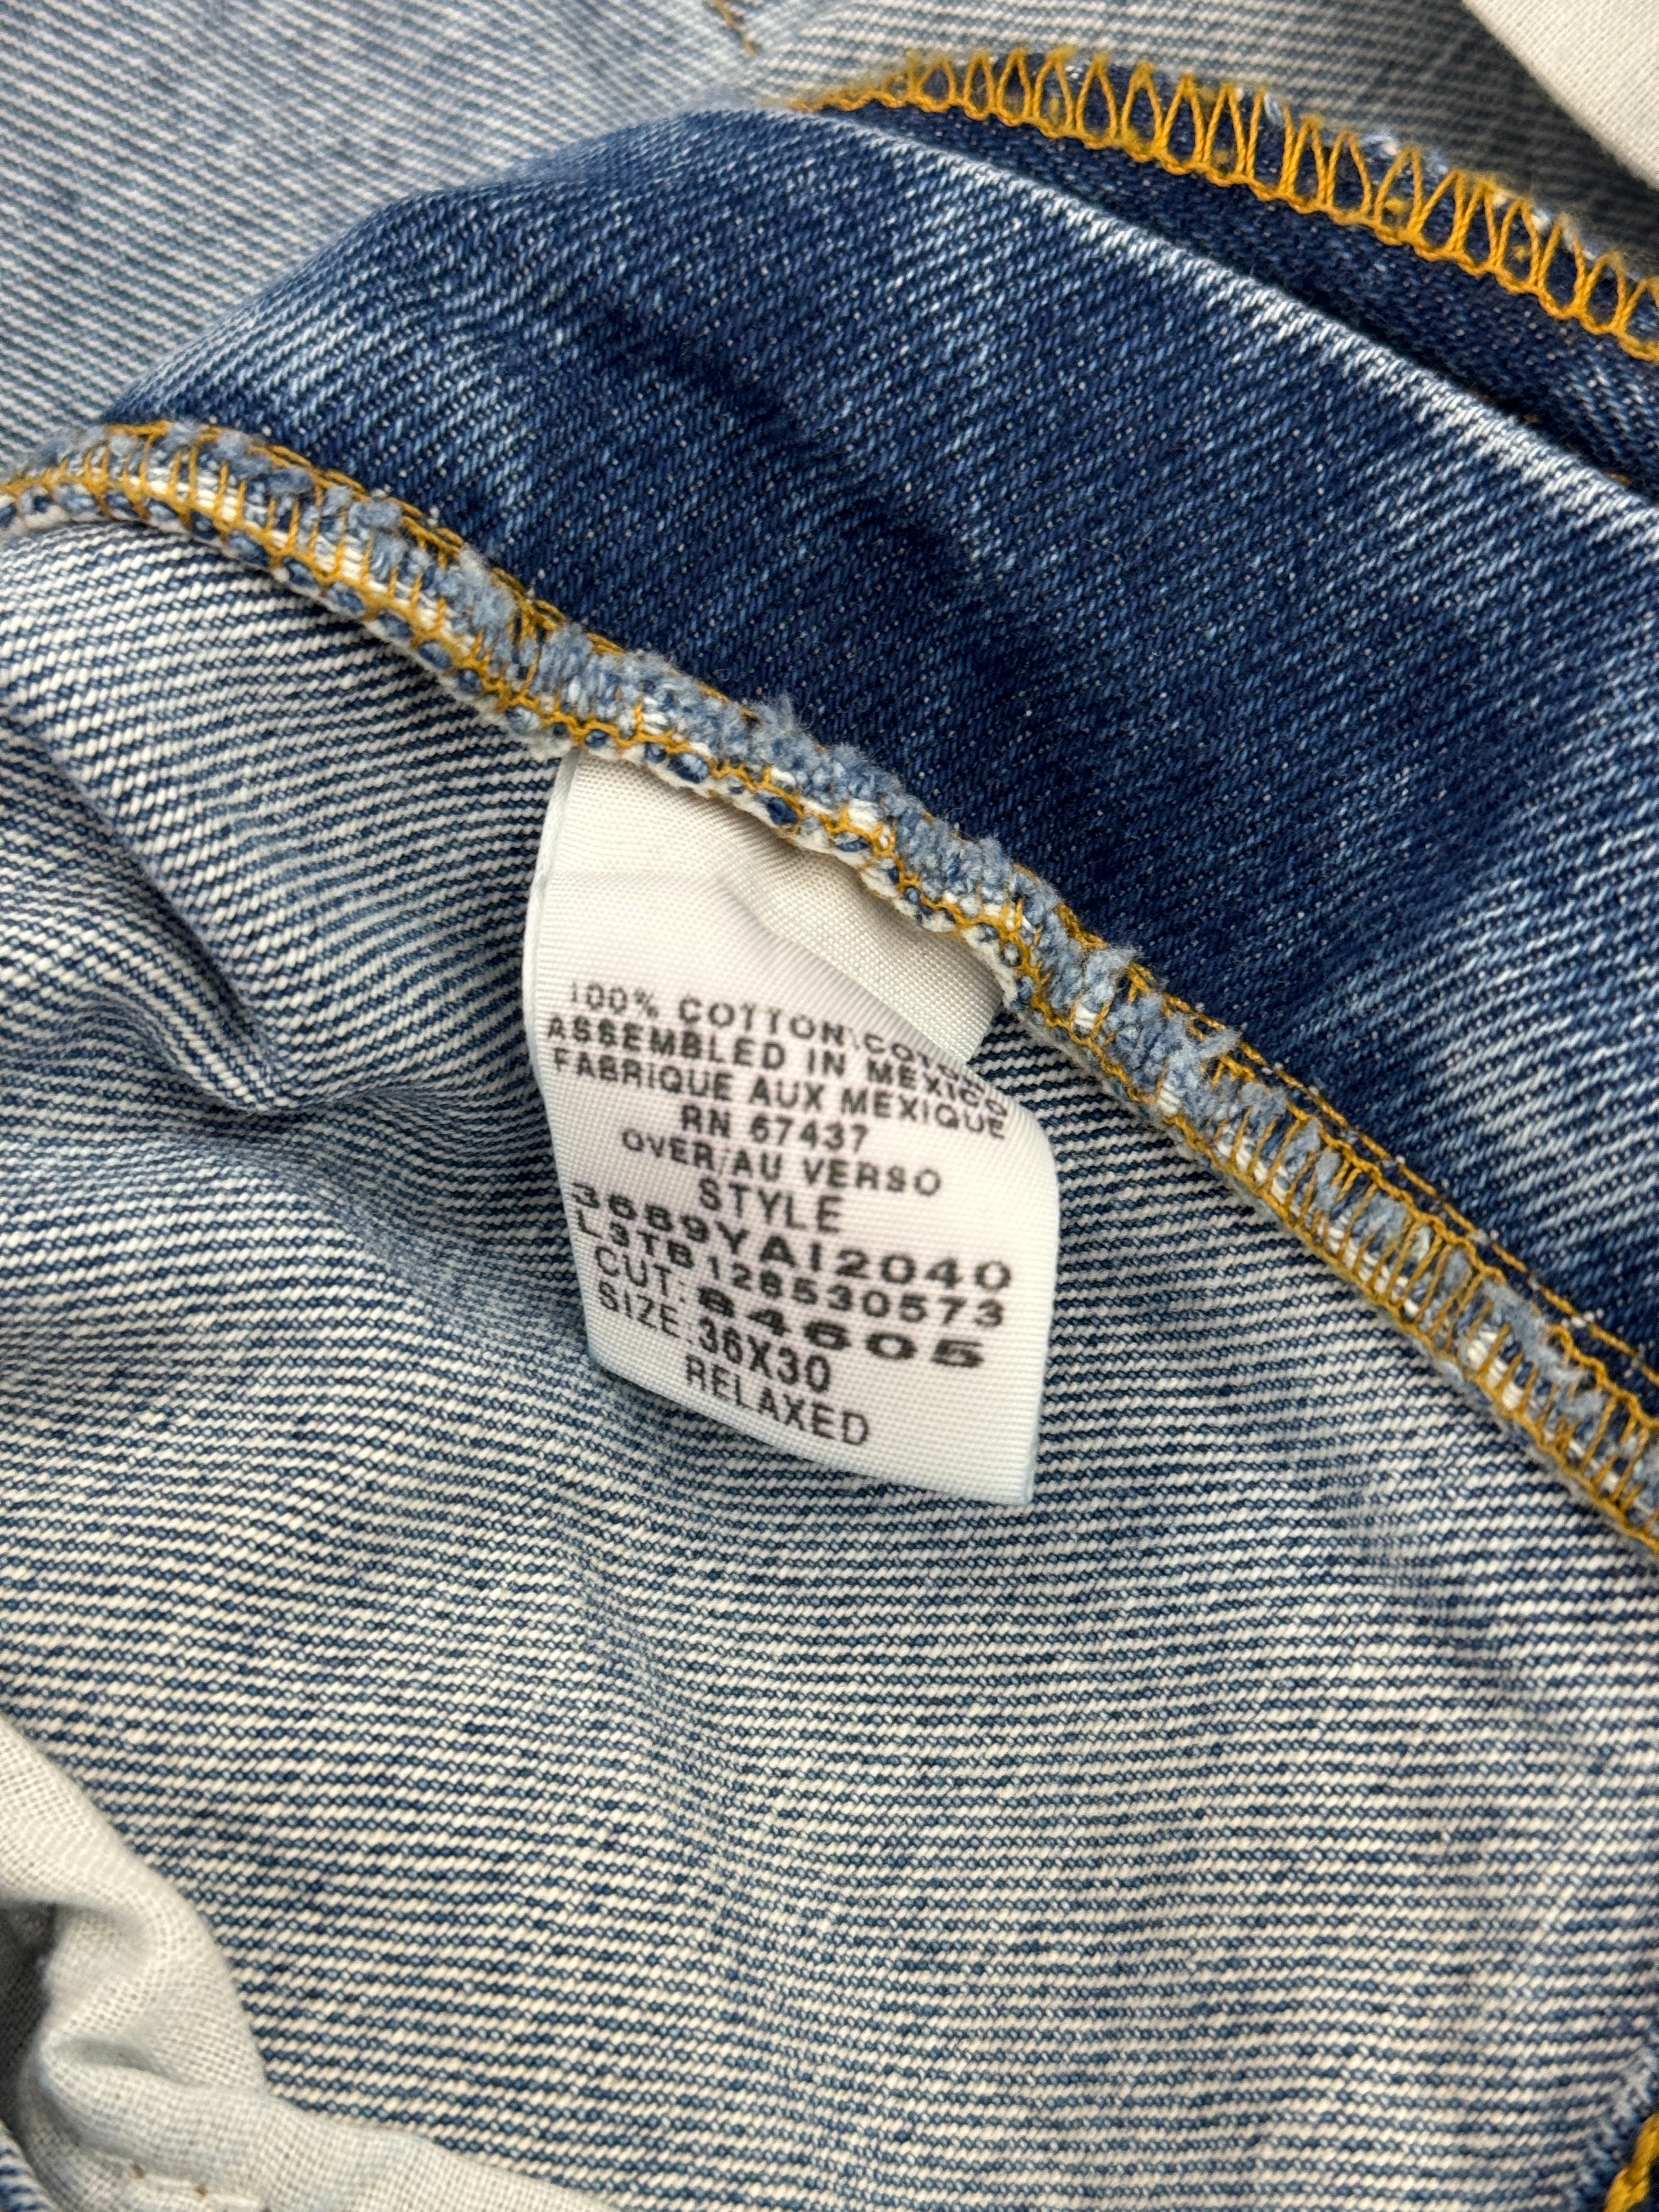 100% COTTON\COTTON
ASSEMBLED IN MEXICO
FABRIQUE AUX MEXIQUE
RN 67437
OVER/AU VERSO
STYLE
3689YAI2040
L3TB128530573
CUT: 84605
SIZE: 36X30
RELAXED